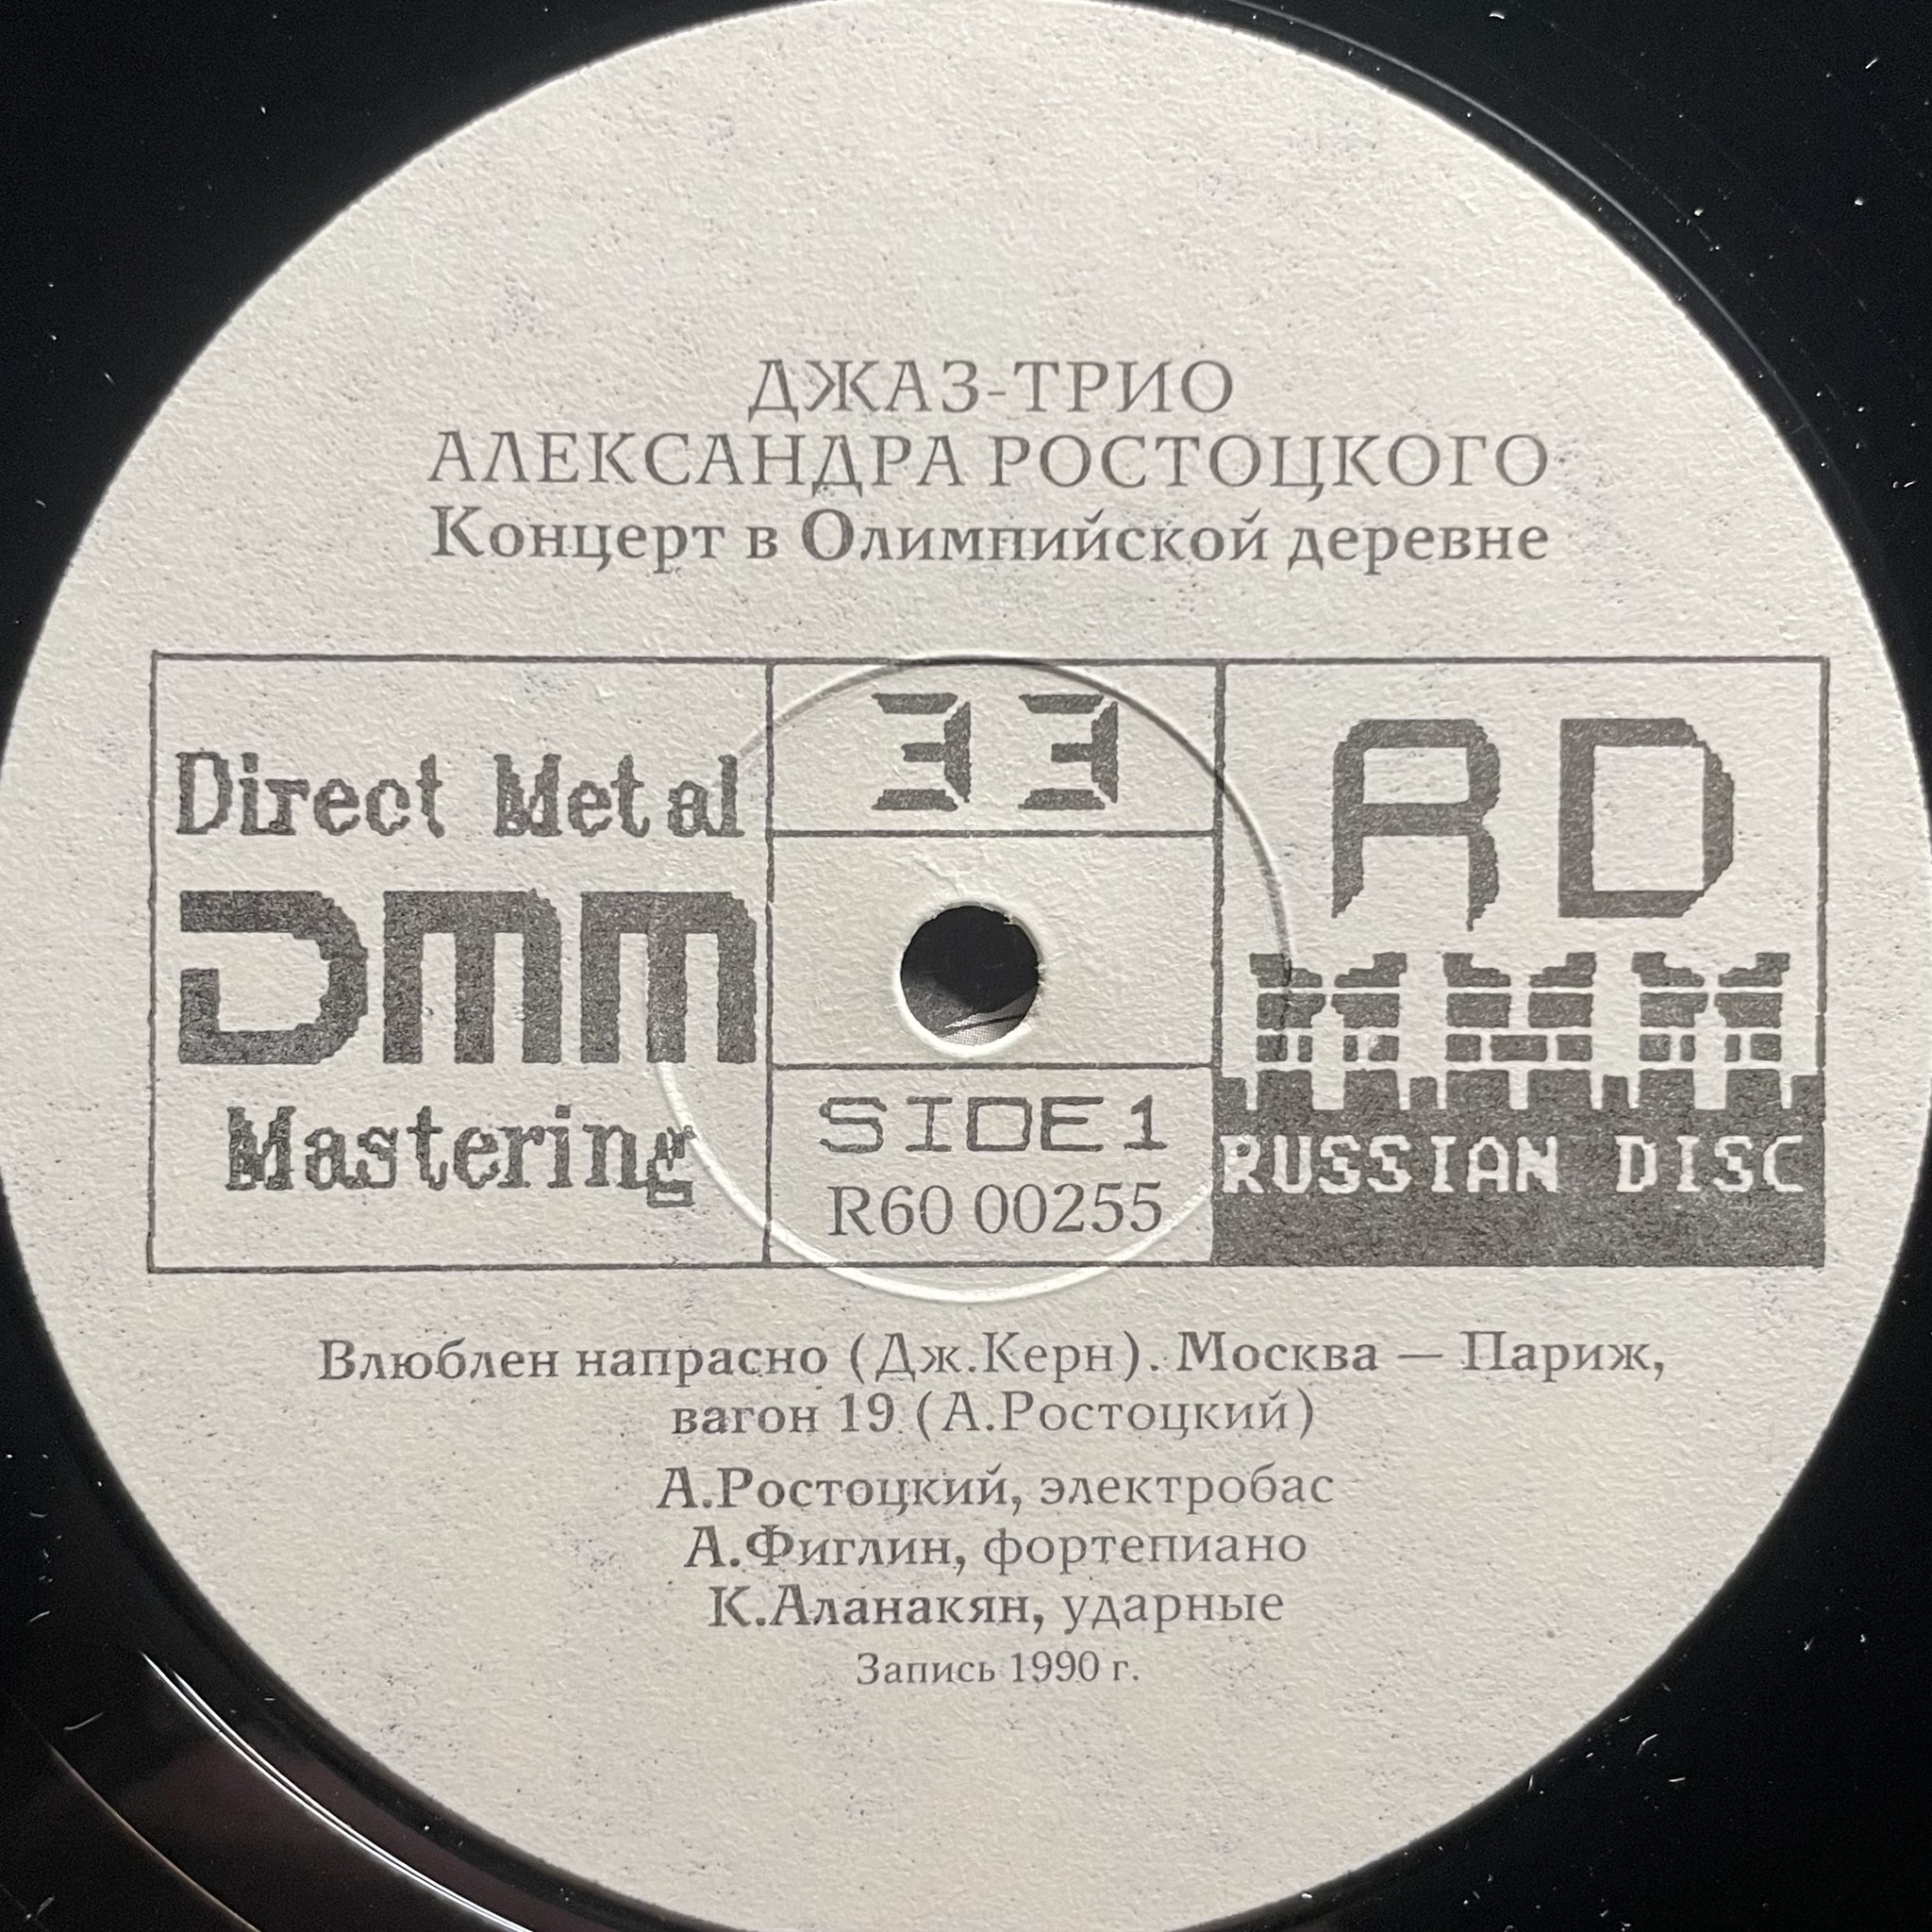 ДЖАЗ-ТРИО
АЛЕКСАНДРА РОСТОЦКОГО
Концерт в Олимпийской деревне
Direct Metal
DMM
Mastering
33
SIDE 1
R60 00255
RD
RUSSIAN DISC
Влюблен напрасно (Дж.Керн). Москва — Париж,
вагон 19 (А.Ростоцкий)
А.Ростоцкий, электробас
А.Фиглин, фортепиано
К.Аланакян, ударные
Запись 1990 г.